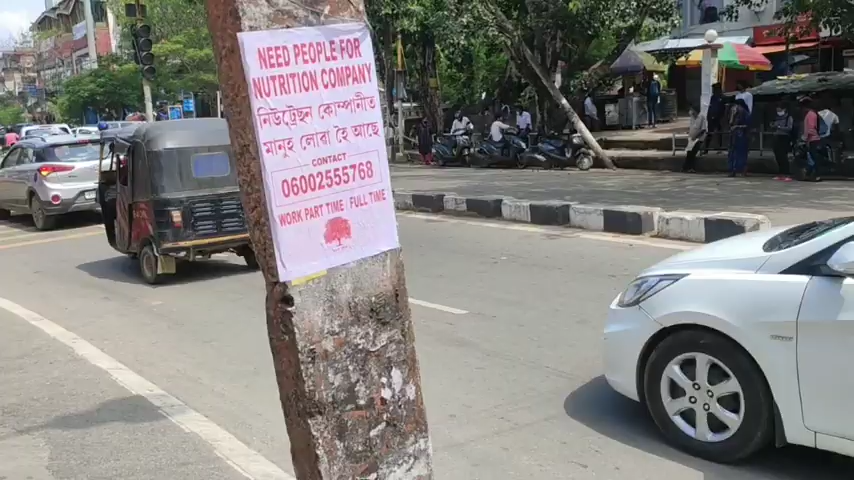 NEED PEOPLE FOR
NUTRITION COMPANY
নিউট্ৰেছন কোম্পানীত
মানুহ লোৱা হৈ আছে
CONTACT
06002555768
WORK PART TIME / FULL TIME